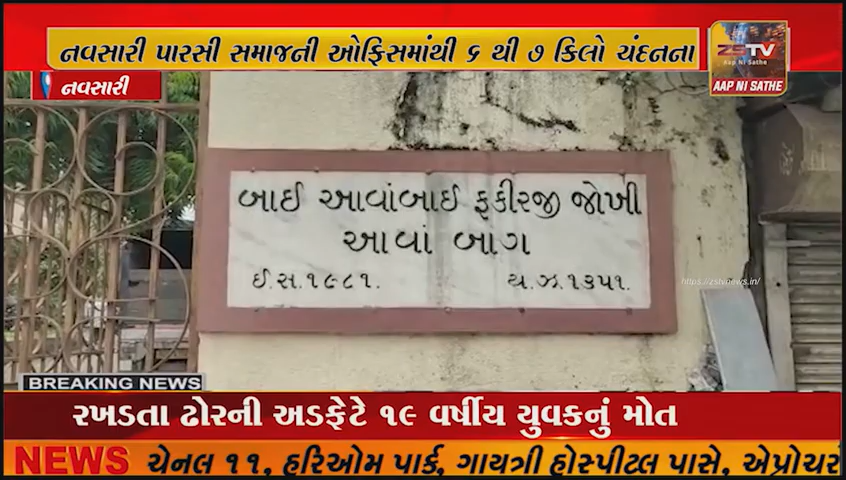 નવસારી પારસી સમાજની ઓફિસમાંથી ૬ થી ૭ કિલો ચંદનના
ZSTV
Aap Ni Sathe
AAP NI SATHE
નવસારી
બાઈ આવાંબાઈ ફકીરજી જોખી
આવાં બાગ
ઈ.સ.૧૯૮૧.
ય.ઝ.૧૩૫૧.
https://zstvnews.in/
BREAKING NEWS
રખડતા ઢોરની અડફેટે ૧૯ વર્ષીય યુવકનું મોત
NEWS
ચેનલ ૧૧, હરિઓમ પાર્ક, ગાયત્રી હોસ્પીટલ પાસે, એપ્રોચરો